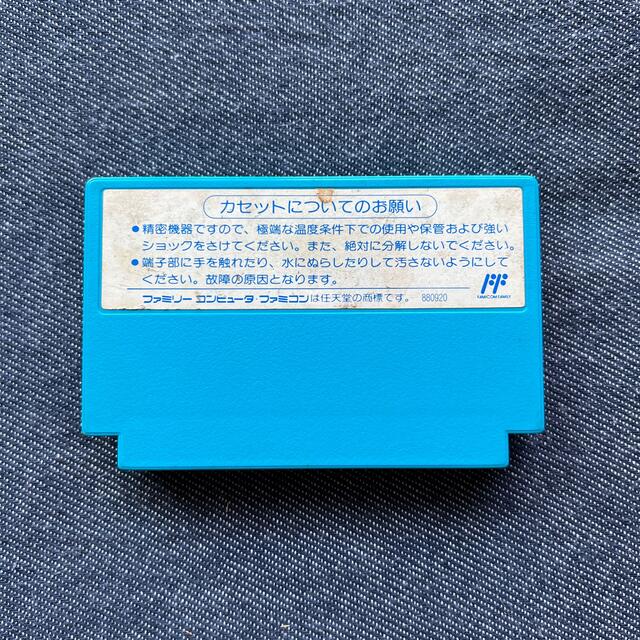 カセットについてのお願い
●精密機器ですので、極端な温度条件下での使用や保管および強い
ショックをさけてください。また、絶対に分解しないでください。
●端子部に手を触れたり、水にぬらしたりして汚さないようにして
ください。故障の原因となります。
FAMICOM FAMILY
ファミリー コンピュータ・ファミコンは任天堂の商標です。 880920